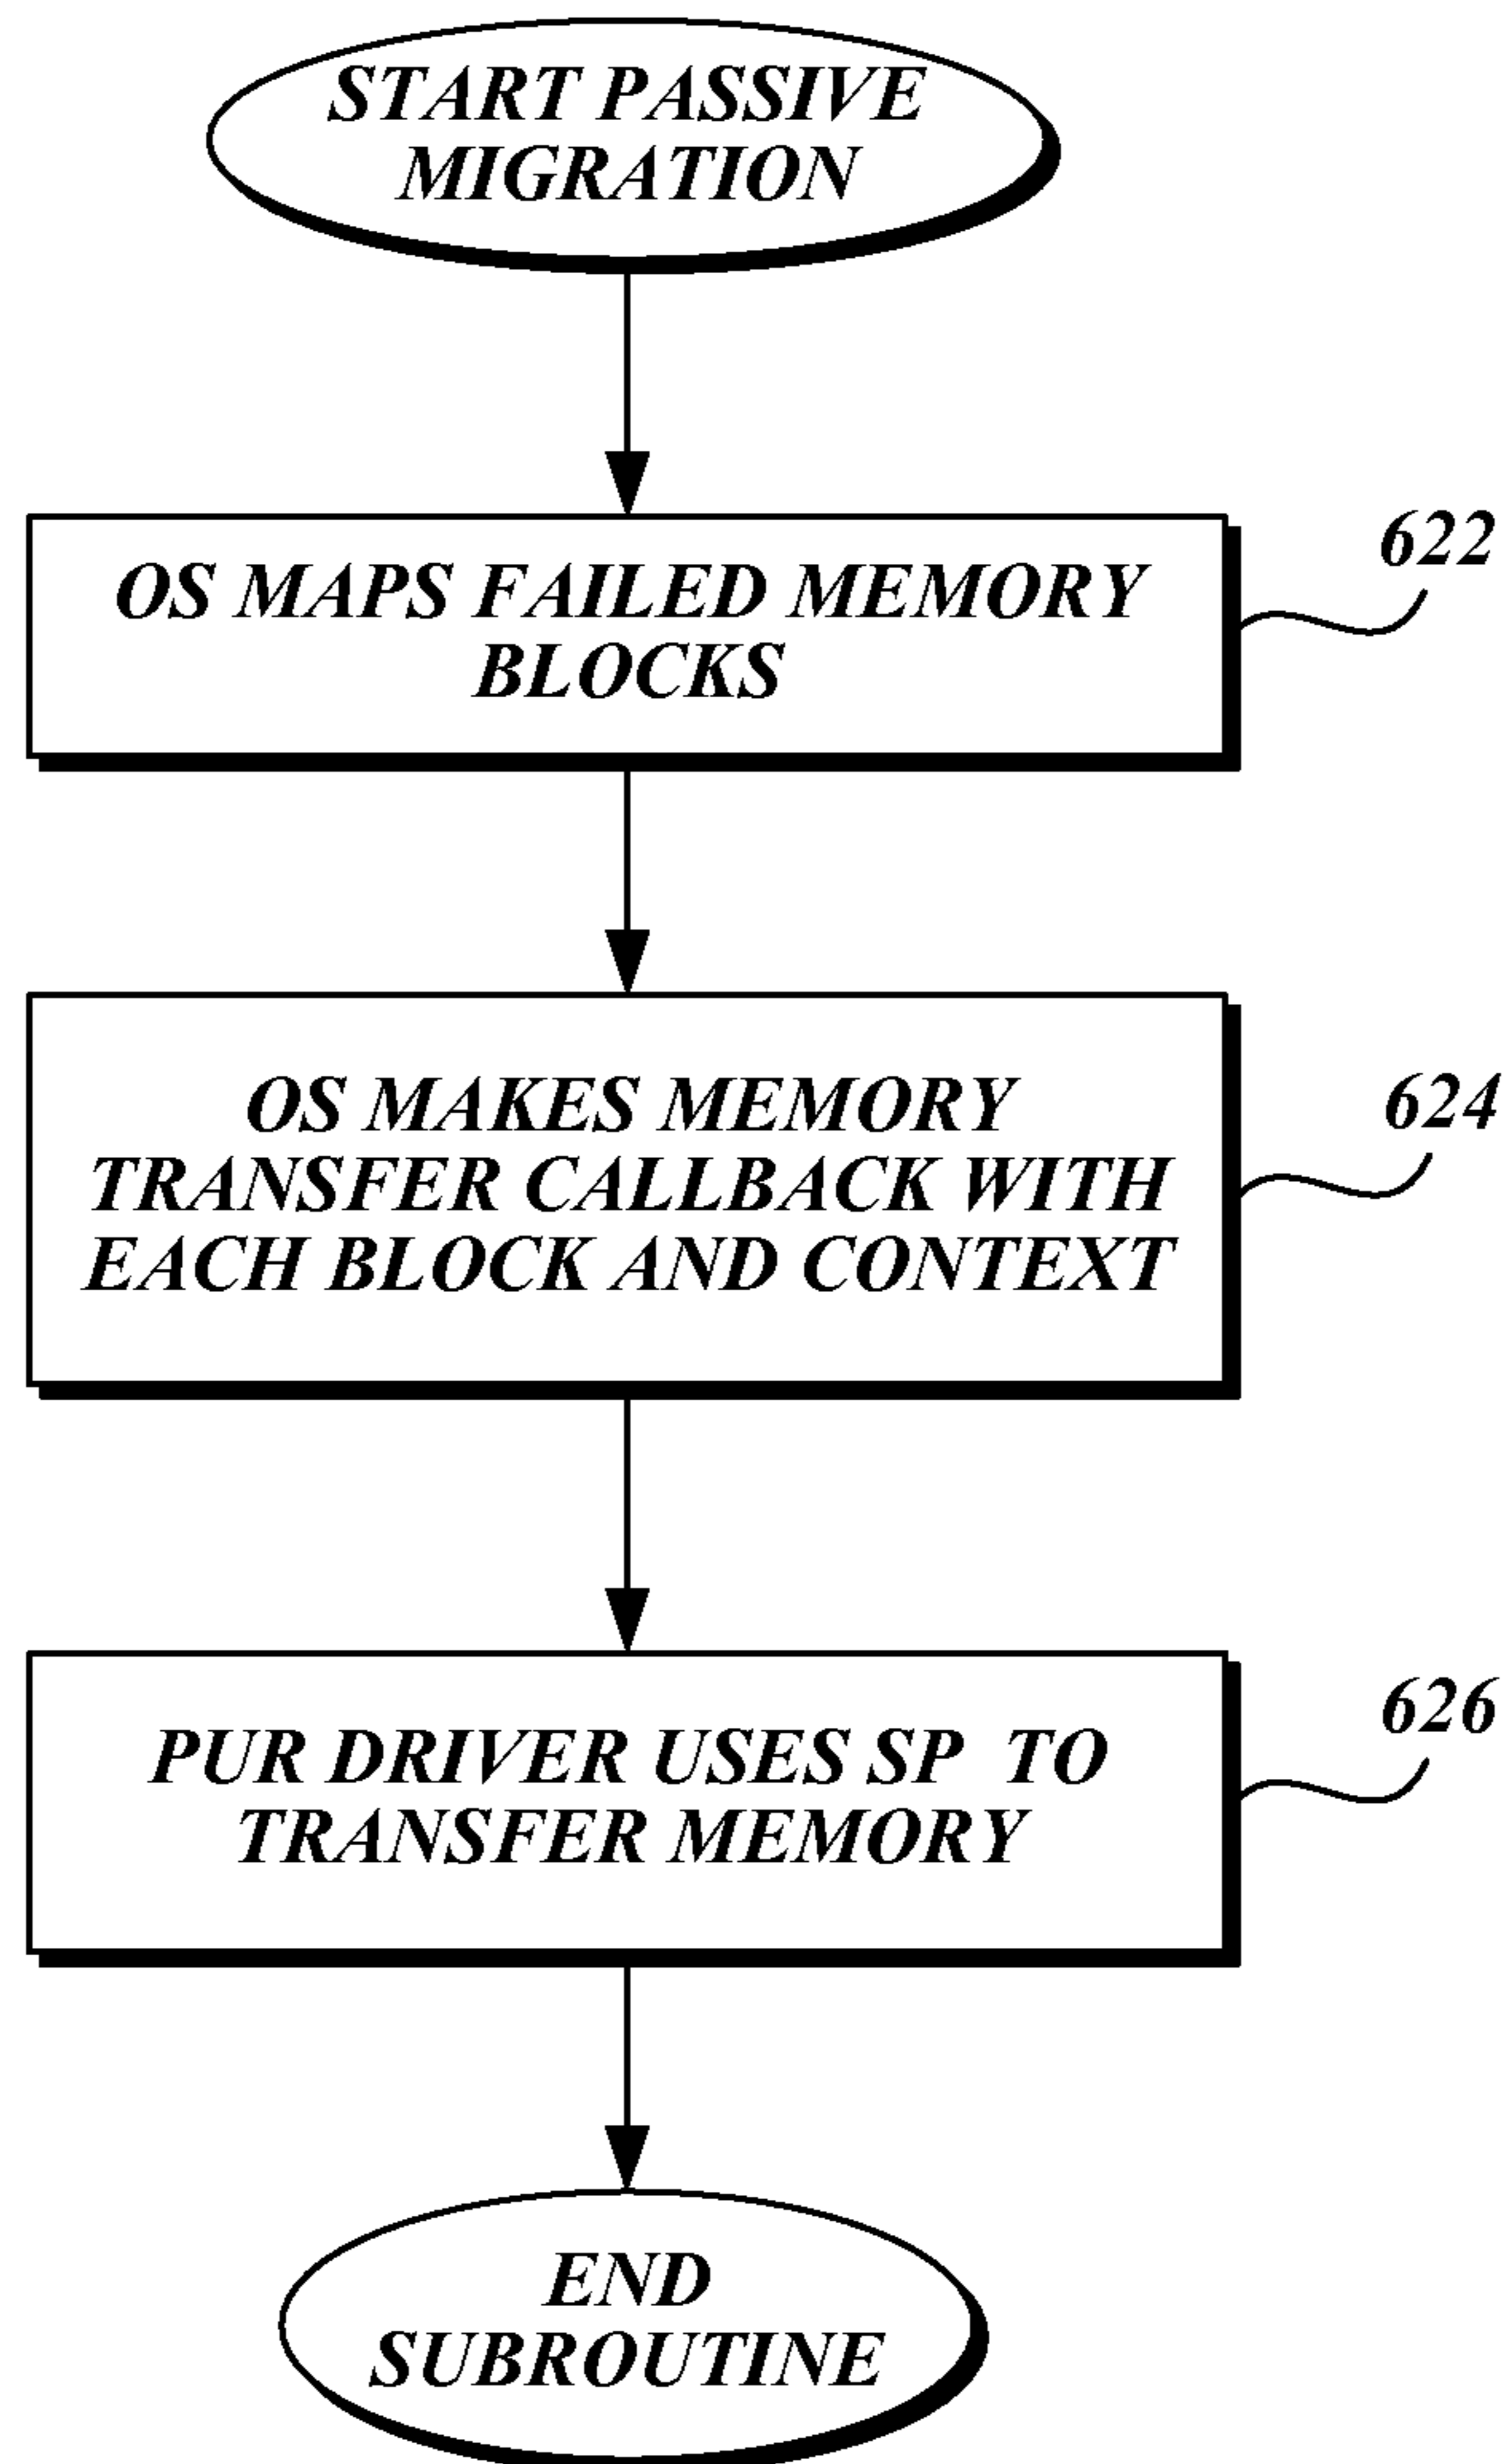 START PASSIVE
MIGRATION
OS MAPS FAILED MEMORY
BLOCKS
622
OS MAKES MEMORY
TRANSFER CALLBACK WITH
EACH BLOCK AND CONTEXT
624
PUR DRIVER USES SP TO
TRANSFER MEMORY
626
END
SUBROUTINE